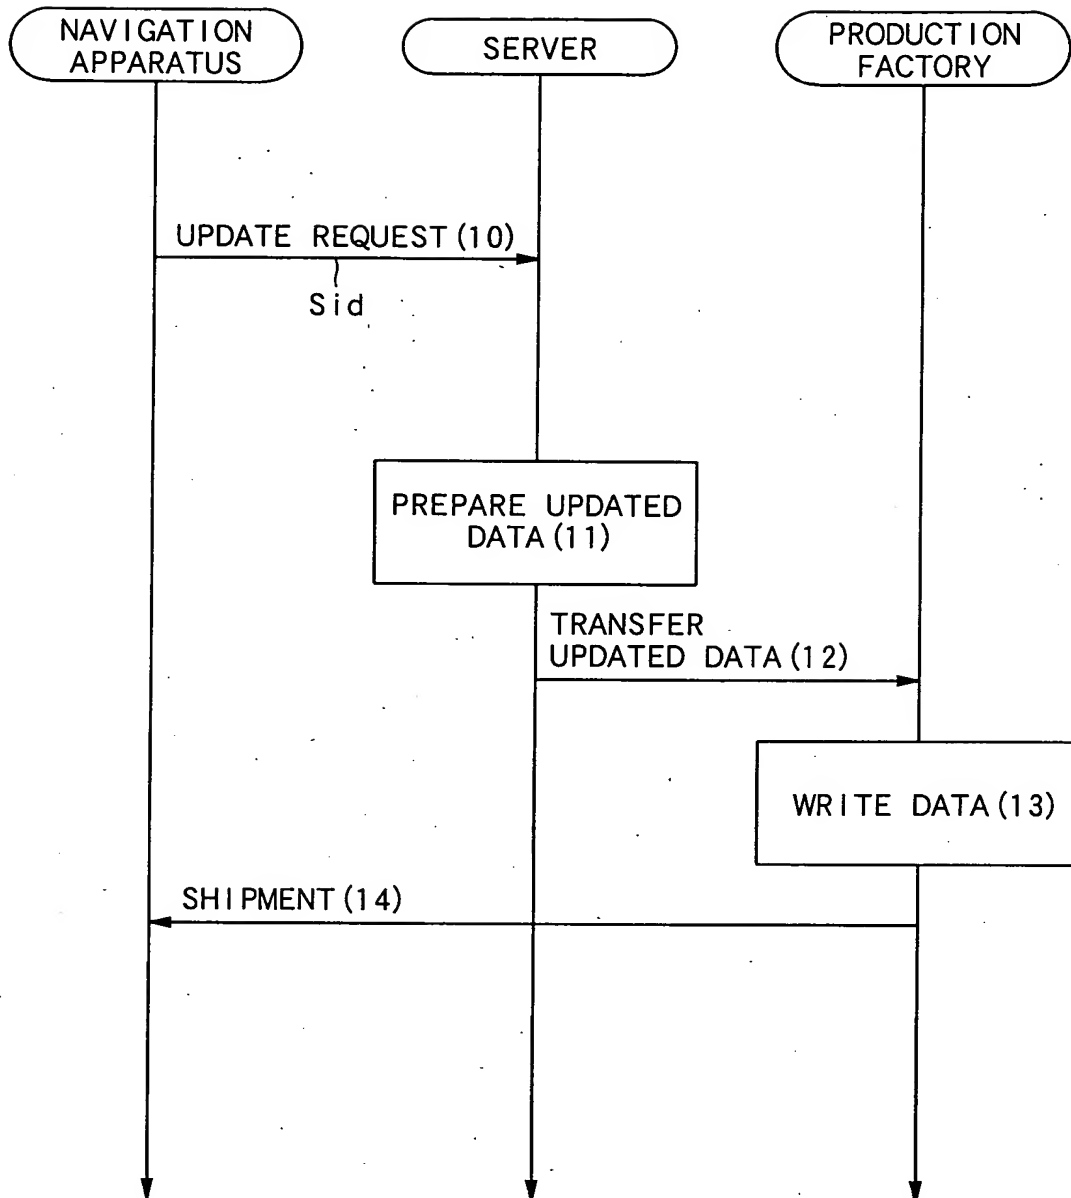 NAVIGATION
APPARATUS
SERVER
PRODUCTION
FACTORY
UPDATE REQUEST(10)
Sid
PREPARE UPDATED
DATA(11)
TRANSFER
UPDATED DATA(12)
WRITE DATA(13)
SHIPMENT(14)